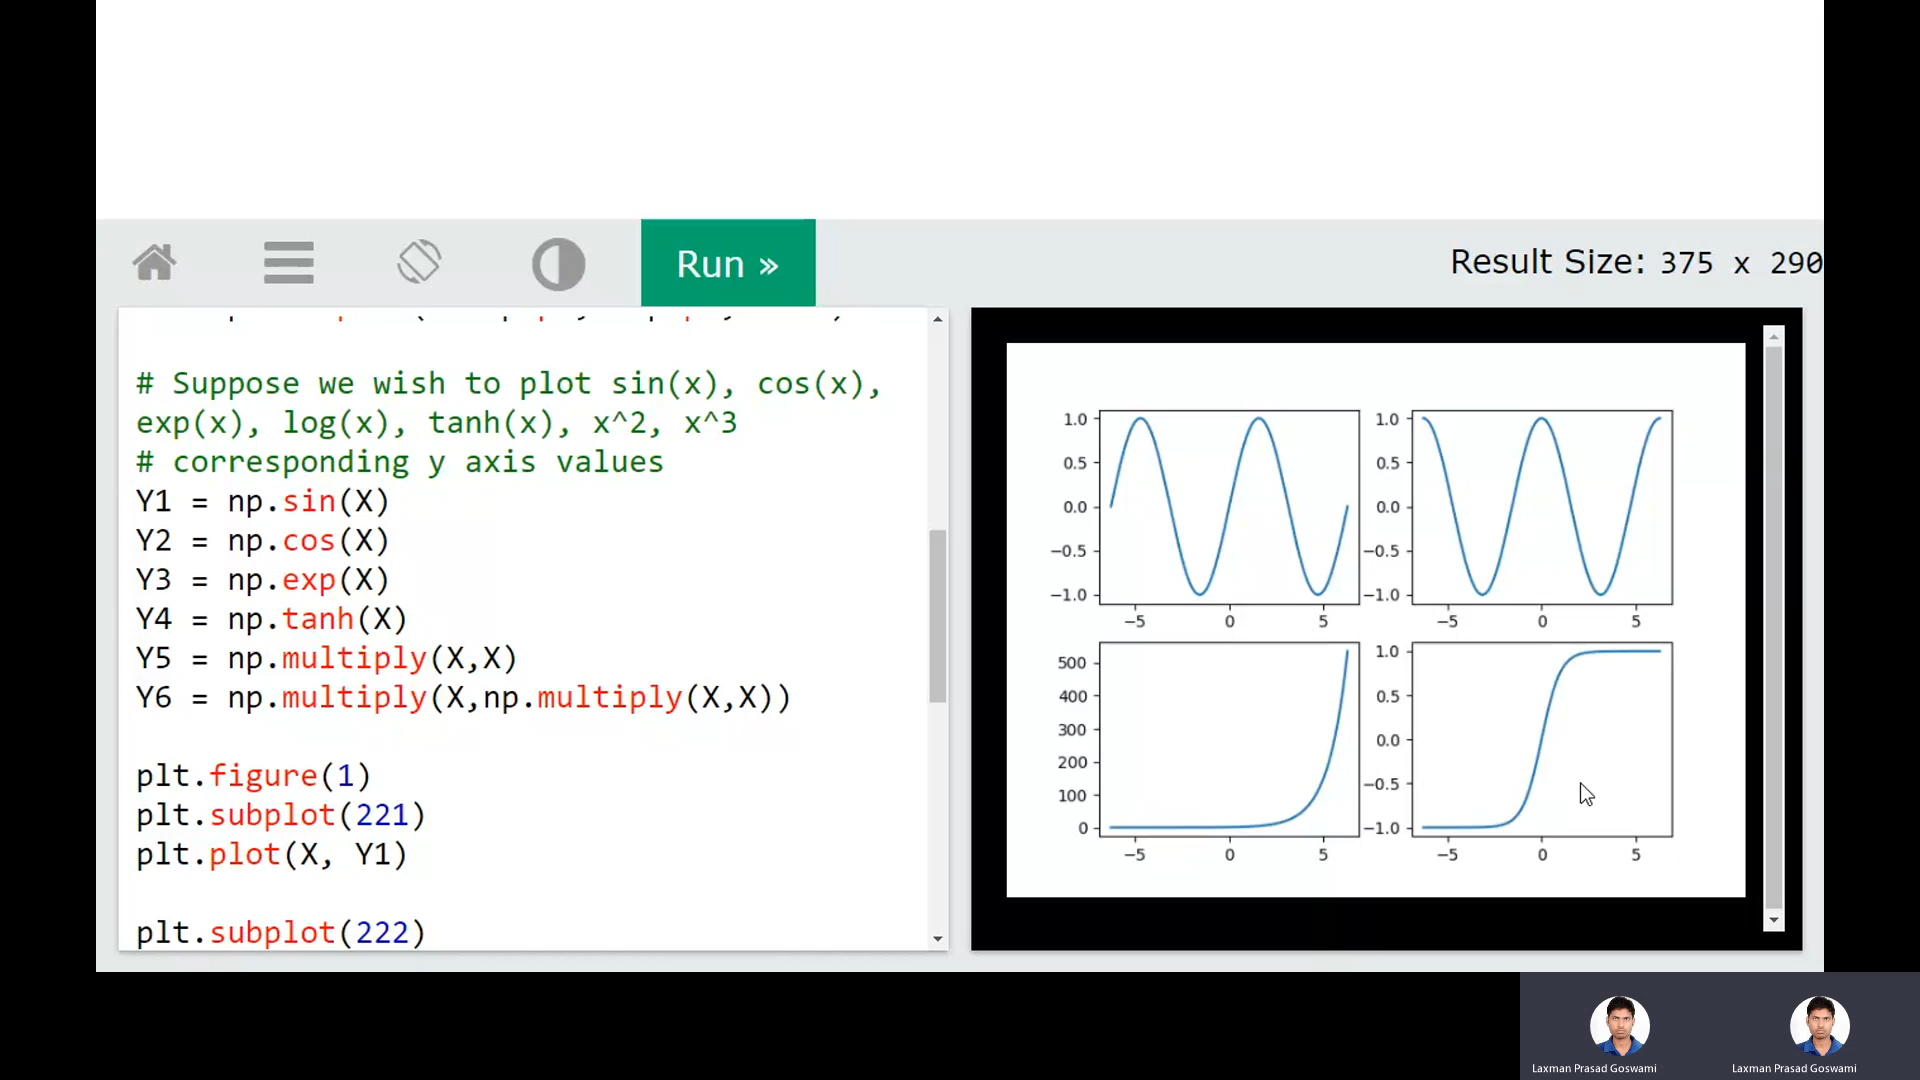 Run »
Result Size: 375 x 290
# Suppose we wish to plot sin(x), cos(x),
exp(x), log(x), tanh(x), x^2, x^3
# corresponding y axis values
Y1 = np.sin(X)
Y2 = np.cos(X)
Y3 = np.exp(X)
Y4 = np.tanh(X)
Y5 = np.multiply(X,X)
Y6 = np.multiply(X,np.multiply(X,X))
plt.figure(1)
plt.subplot(221)
plt.plot(X, Y1)
plt.subplot(222)
1.0
0.5
0.0
−0.5
−1.0
−5 0 5
1.0
0.5
0.0
−0.5
−1.0
−5 0 5
500
400
300
200
100
0
−5 0 5
1.0
0.5
0.0
−0.5
−1.0
−5 0 5
Laxman Prasad Goswami
Laxman Prasad Goswami